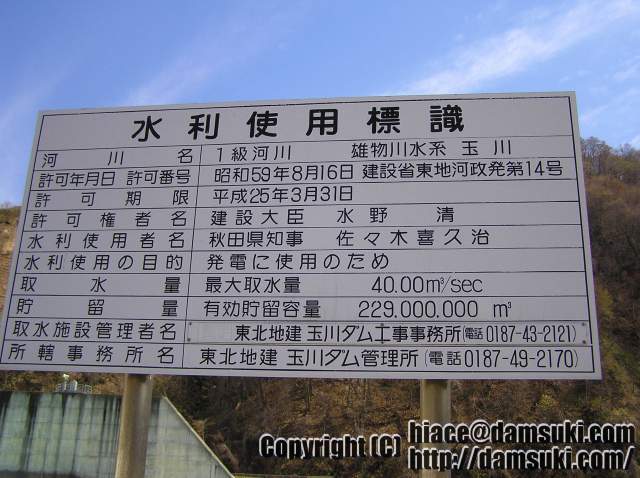 水利使用標識
河川名 1級河川 雄物川水系 玉川
許可年月日 許可番号 昭和59年8月16日 建設省東地河政発第14号
許可期限 平成25年3月31日
許可権者名 建設大臣 水野 清
水利使用者名 秋田県知事 佐々木喜久治
水利使用の目的 発電に使用のため
取水量 最大取水量 40.00m³/sec
貯留量 有効貯留容量 229.000.000 m³
取水施設管理者名 東北地建 玉川ダム工事事務所(電話0187-43-2121)
所轄事務所名 東北地建 玉川ダム管理所(電話0187-49-2170)
Copyright (C) hiace@damsuki.com
http://damsuki.com/